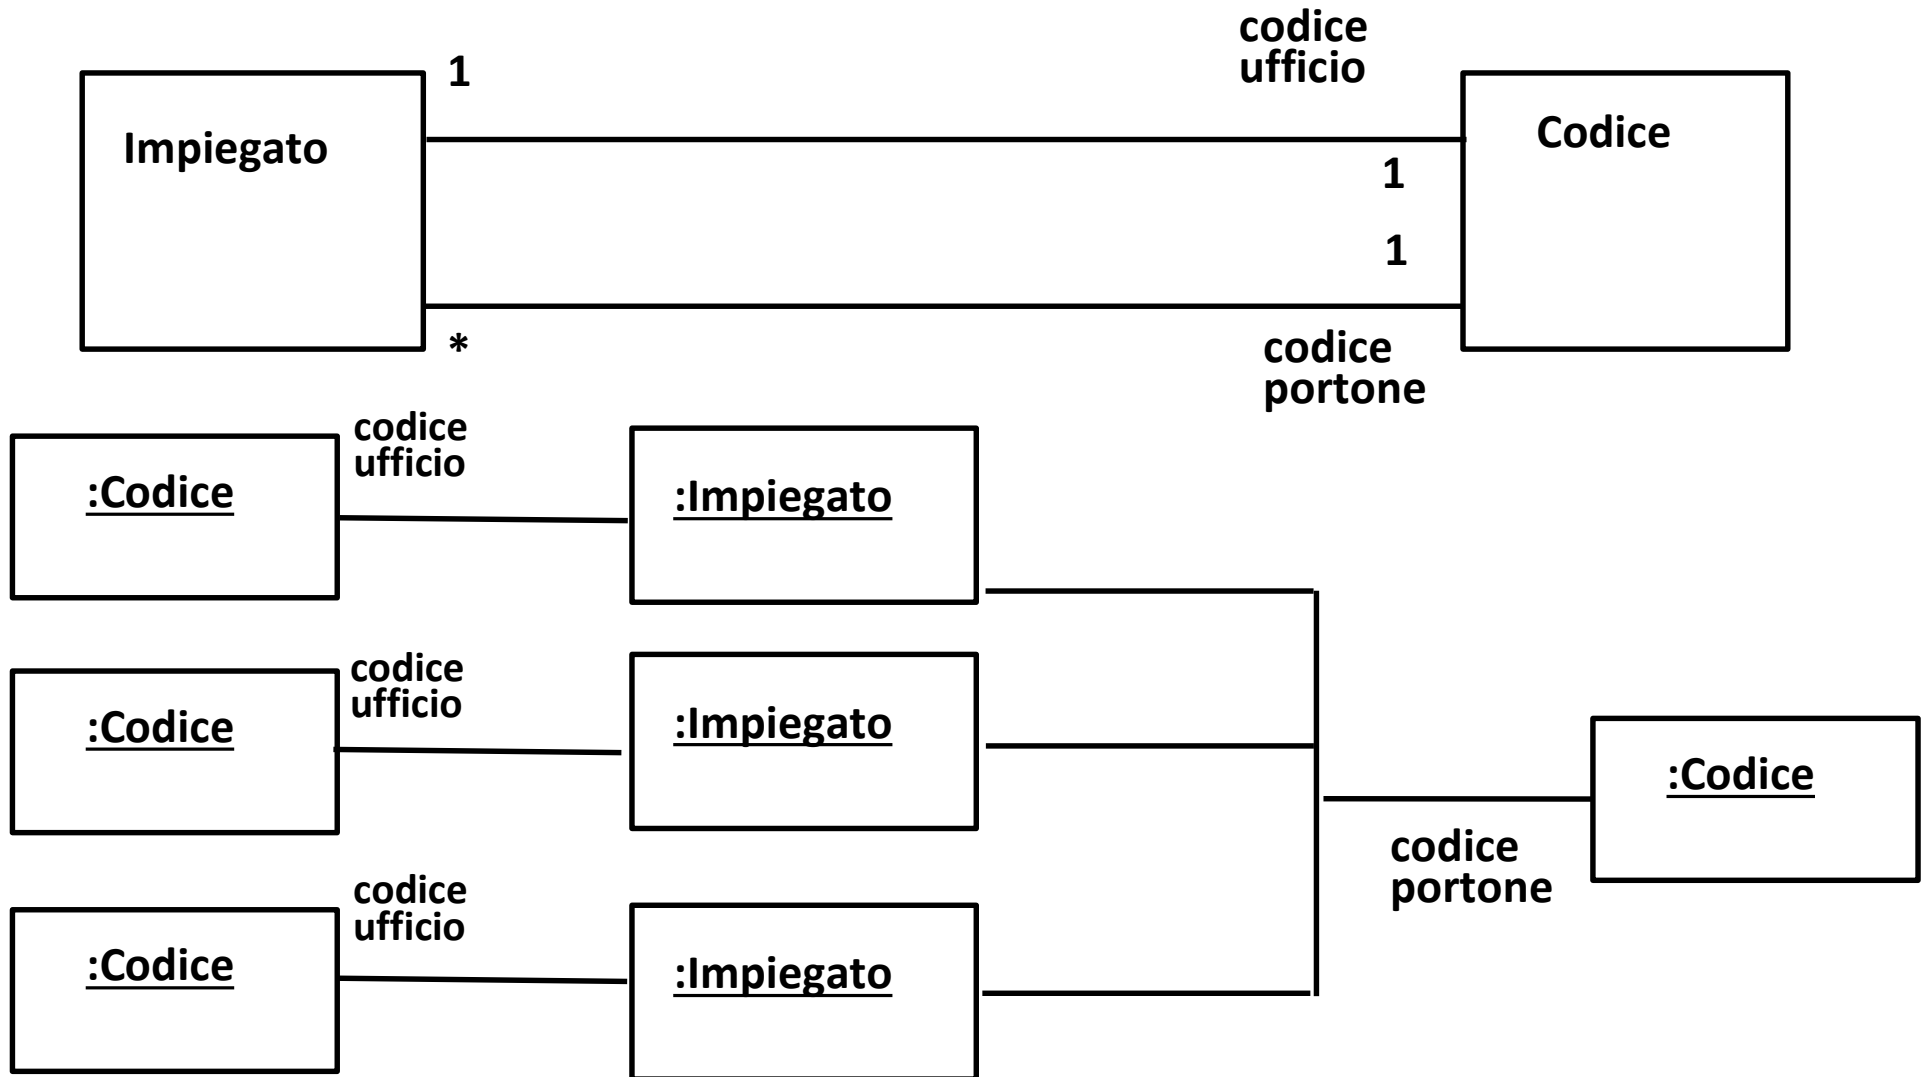 codice
ufficio
1
Impiegato
Codice
1
1
*
codice
portone
codice
ufficio
:Codice
:Impiegato
codice
ufficio
:Codice
:Impiegato
:Codice
codice
portone
codice
ufficio
:Codice
:Impiegato